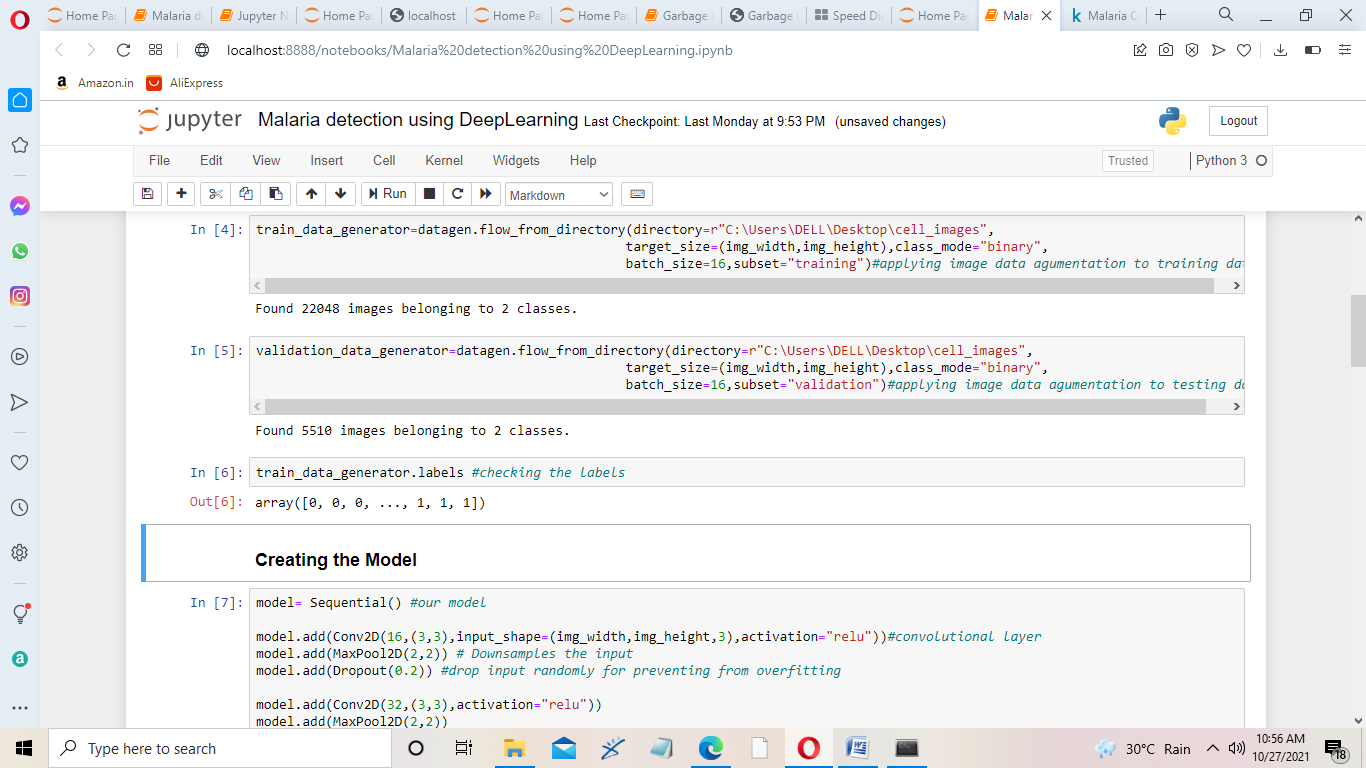 Home Pa
Malaria d
Jupyter N
Home Pa
localhost
Home Pa
Home Pa
Garbage
Garbage
Speed Di
Home Pa
Malar
Malaria C
localhost:8888/notebooks/Malaria%20detection%20using%20DeepLearning.ipynb
Amazon.in
AliExpress
jupyter Malaria detection using DeepLearning Last Checkpoint: Last Monday at 9:53 PM (unsaved changes)
Logout
File Edit View Insert Cell Kernel Widgets Help
Trusted
Python 3
Run
Markdown
In [4]: train_data_generator=datagen.flow_from_directory(directory=r"C:\Users\DELL\Desktop\cell_images",
target_size=(img_width,img_height),class_mode="binary",
batch_size=16,subset="training")#applying image data agumentation to training dat
Found 22048 images belonging to 2 classes.
In [5]: validation_data_generator=datagen.flow_from_directory(directory=r"C:\Users\DELL\Desktop\cell_images",
target_size=(img_width,img_height),class_mode="binary",
batch_size=16,subset="validation")#applying image data agumentation to testing da
Found 5510 images belonging to 2 classes.
In [6]: train_data_generator.labels #checking the labels
Out[6]: array([0, 0, 0, ..., 1, 1, 1])
Creating the Model
In [7]: model= Sequential() #our model
model.add(Conv2D(16,(3,3),input_shape=(img_width,img_height,3),activation="relu"))#convolutional layer
model.add(MaxPool2D(2,2)) # Downsamples the input
model.add(Dropout(0.2)) #drop input randomly for preventing from overfitting
model.add(Conv2D(32,(3,3),activation="relu"))
model.add(MaxPool2D(2,2))
Type here to search
30°C Rain
10:56 AM
10/27/2021
18